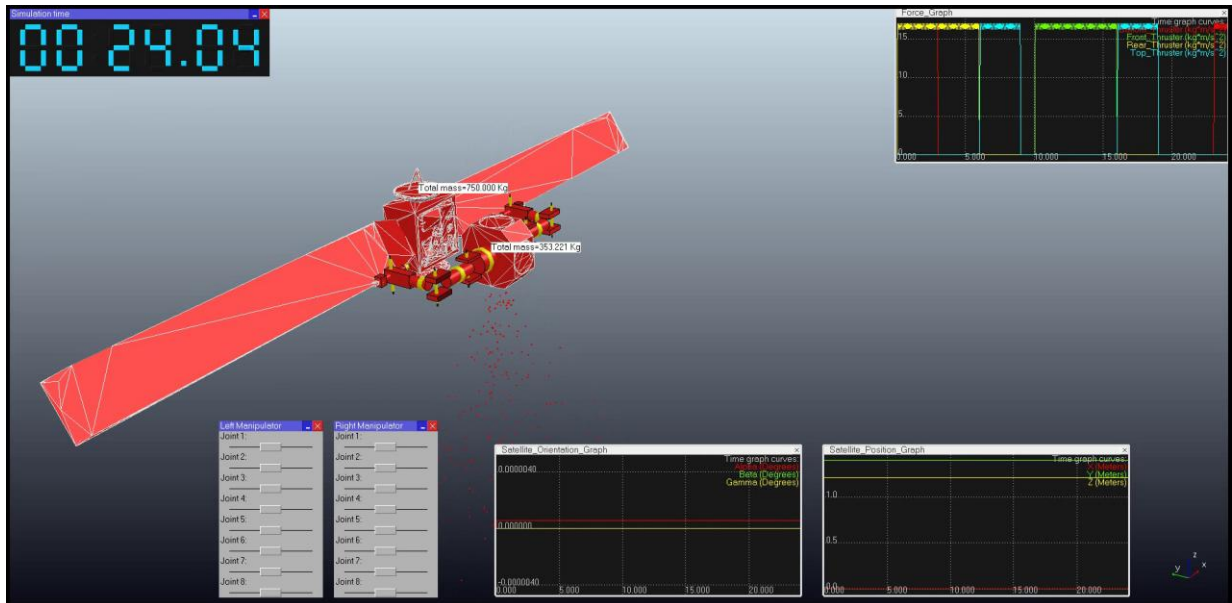 Simulation time
00 24.04
Force_Graph
Time graph curves:
Front_Thruster (kg*m/s^2)
Rear_Thruster (kg*m/s^2)
Top_Thruster (kg*m/s^2)
15
10
5
0
0.000 5.000 10.000 15.000 20.000
Total mass=750.000 Kg
Total mass=353.221 Kg
Left Manipulator
Joint 1:
Joint 2:
Joint 3:
Joint 4:
Joint 5:
Joint 6:
Joint 7:
Joint 8:
Right Manipulator
Joint 1:
Joint 2:
Joint 3:
Joint 4:
Joint 5:
Joint 6:
Joint 7:
Joint 8:
Satellite_Orientation_Graph
Time graph curves:
Alpha (Degrees)
Beta (Degrees)
Gamma (Degrees)
0.0000040
0.000000
-0.0000040
0.000 5.000 10.000 15.000 20.000
Satellite_Position_Graph
Time graph curves:
X (Meters)
Y (Meters)
Z (Meters)
1.0
0.5
0.0
0.000 5.000 10.000 15.000 20.000
z
y x